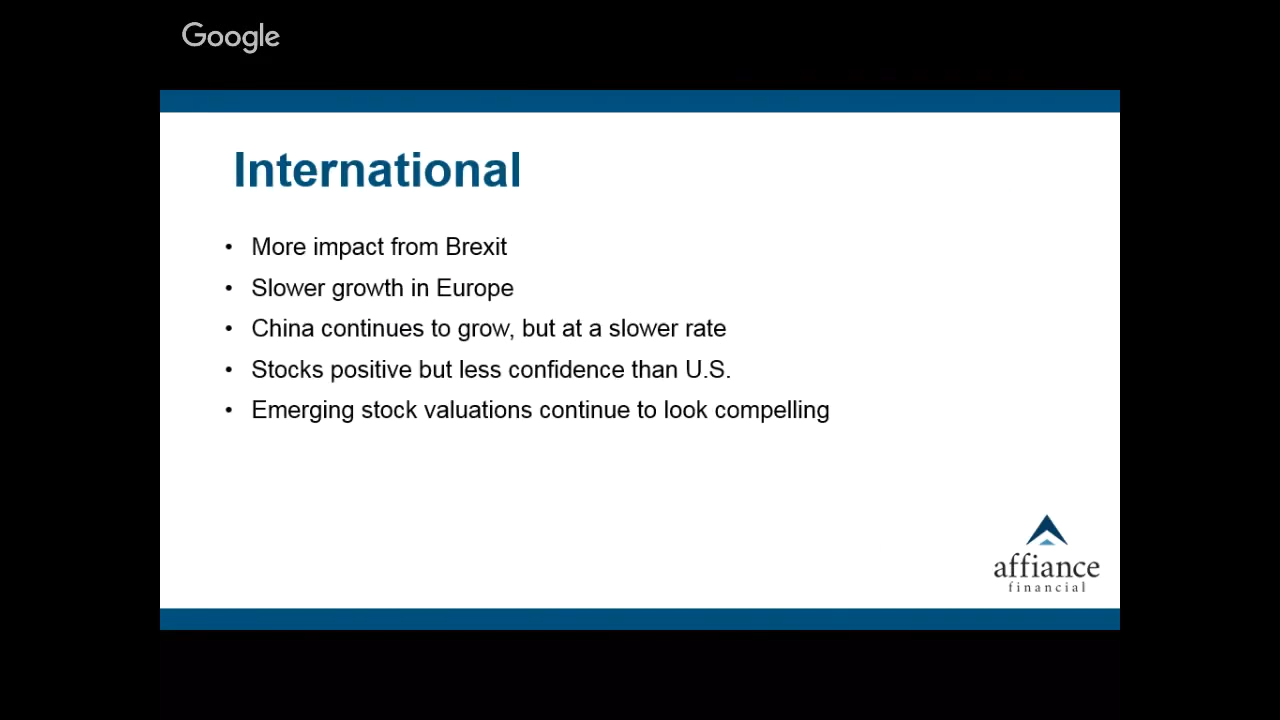 Google
International
• More impact from Brexit
• Slower growth in Europe
• China continues to grow, but at a slower rate
• Stocks positive but less confidence than U.S.
• Emerging stock valuations continue to look compelling
affiance
financial